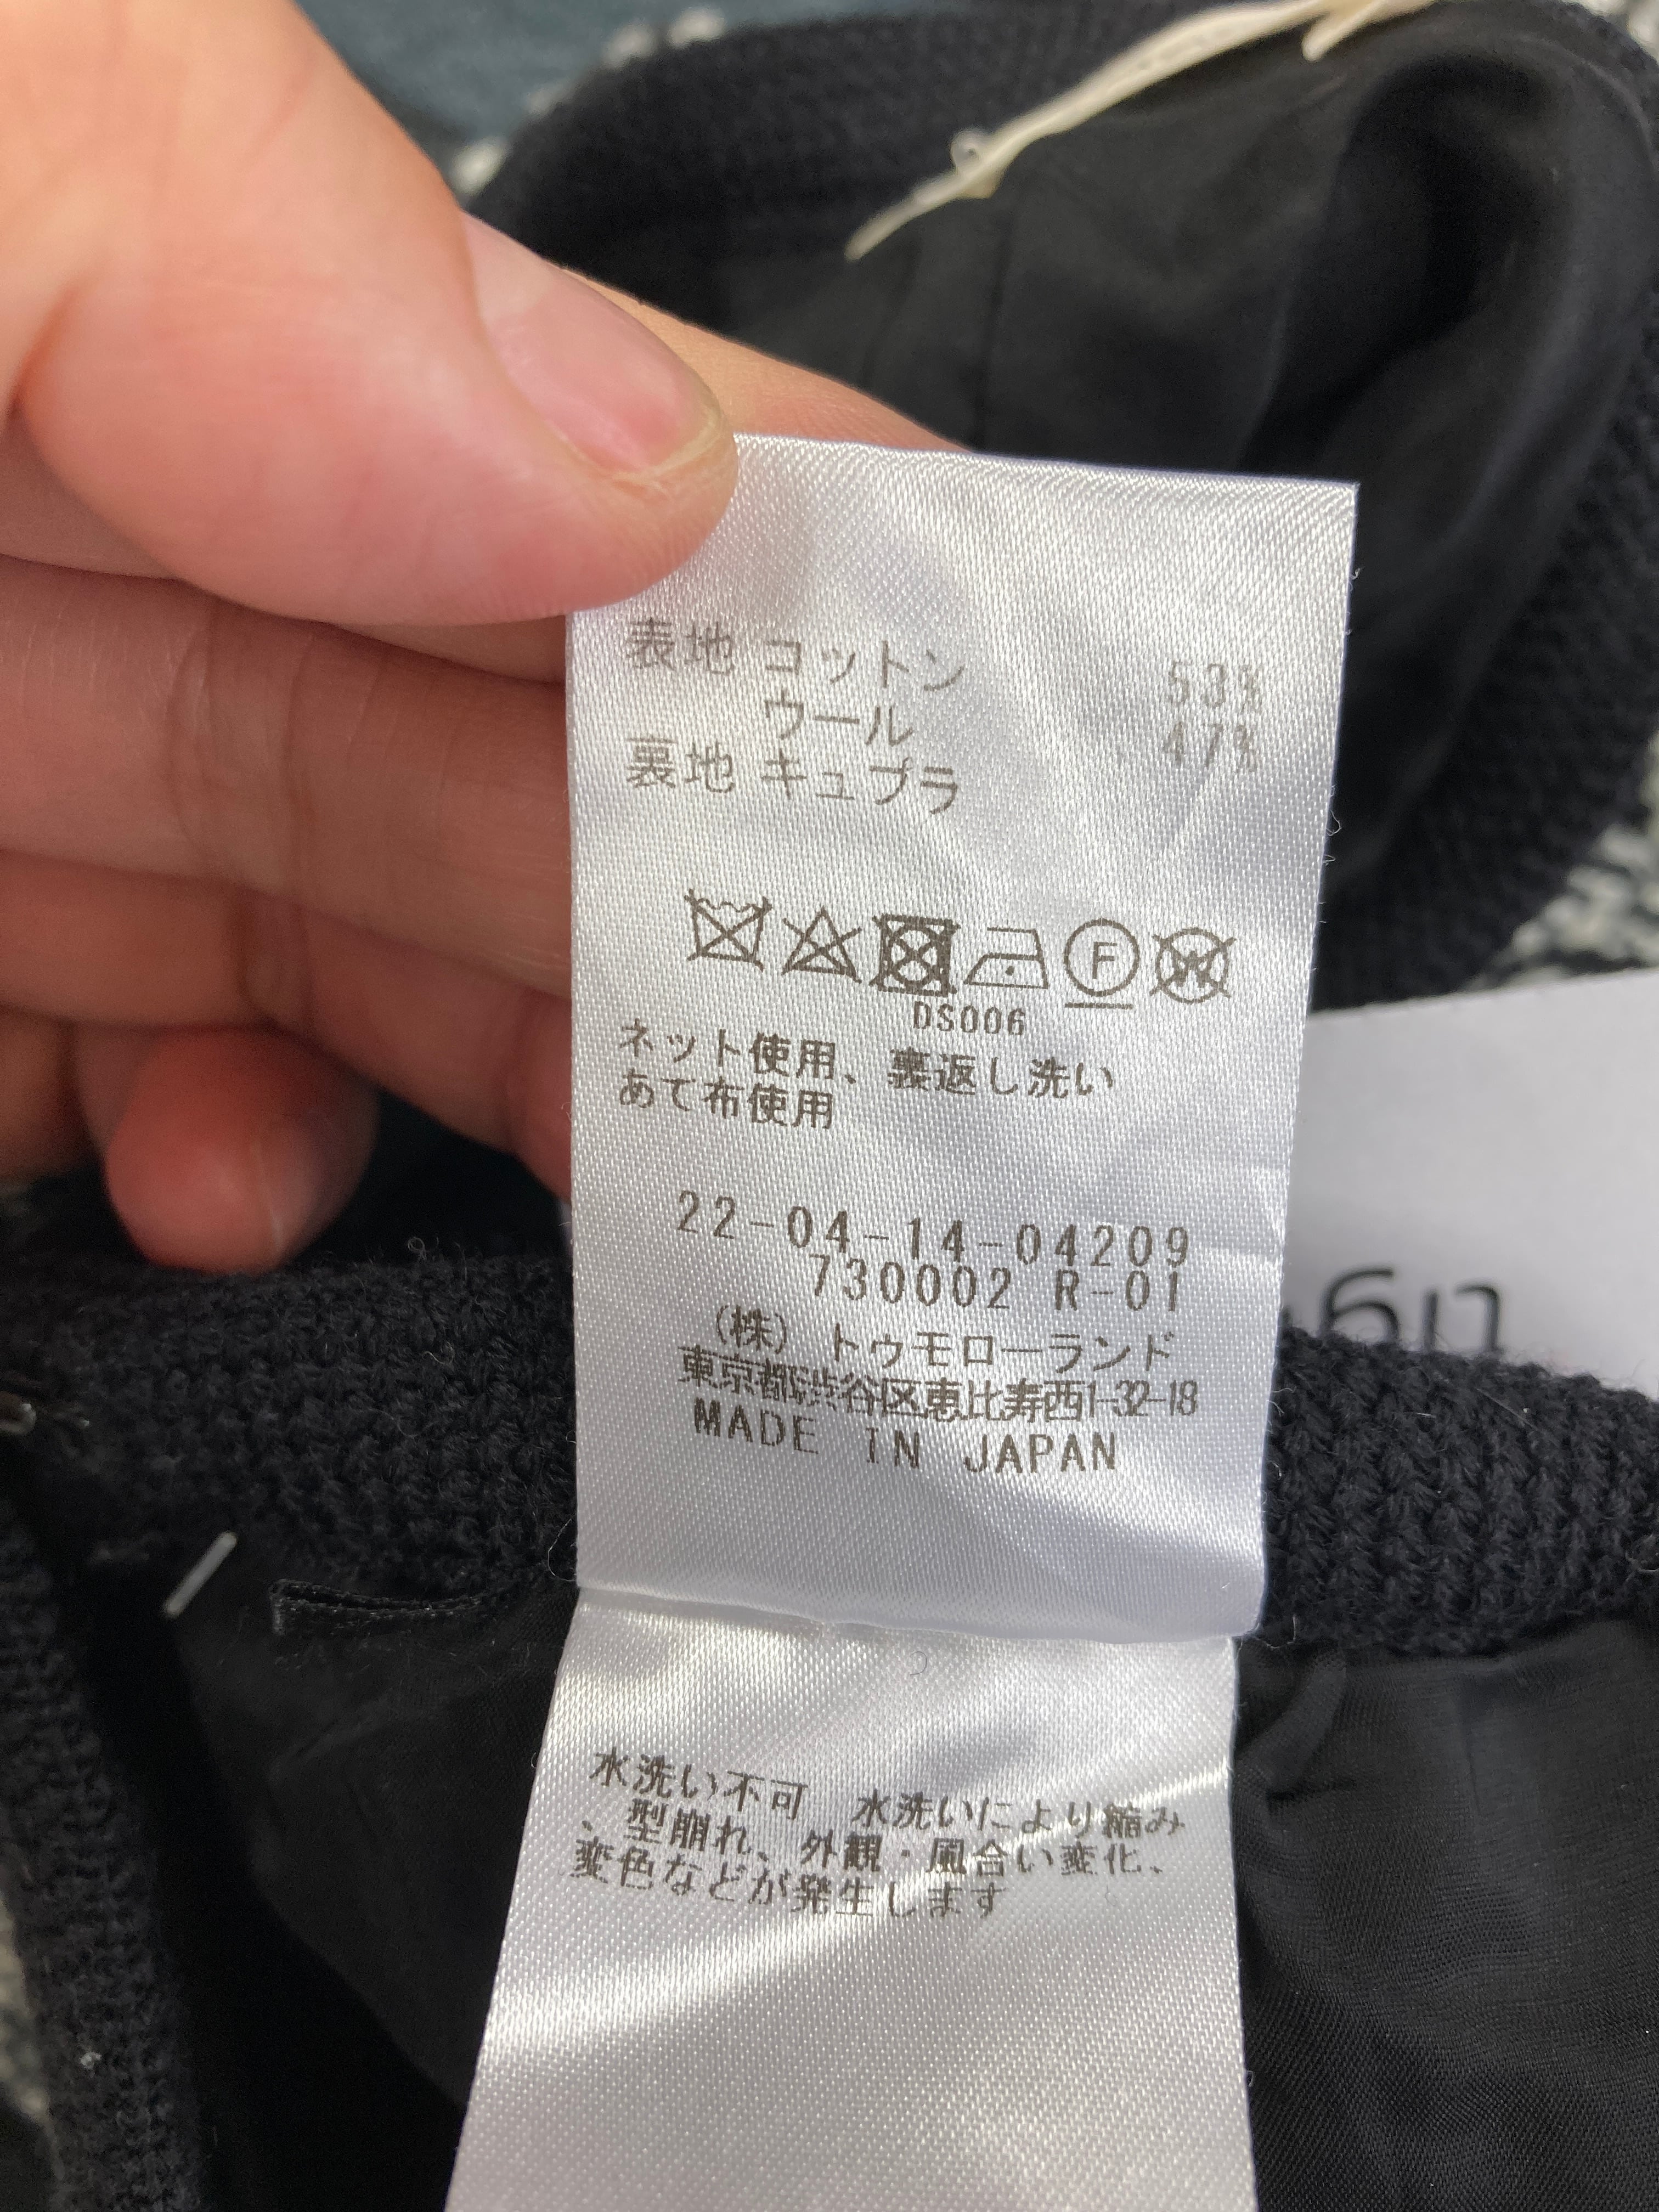 表地 コットン 53%
ウール 47%
裏地 キュプラ
F
W
DS006
ネット使用、裏返し洗い
あて布使用
22-04-14-04209
730002 R-01
(株) トゥモローランド
東京都渋谷区恵比寿西1-32-18
MADE IN JAPAN
水洗い不可 水洗いにより縮み
、型崩れ、外観・風合い変化、
変色などが発生します